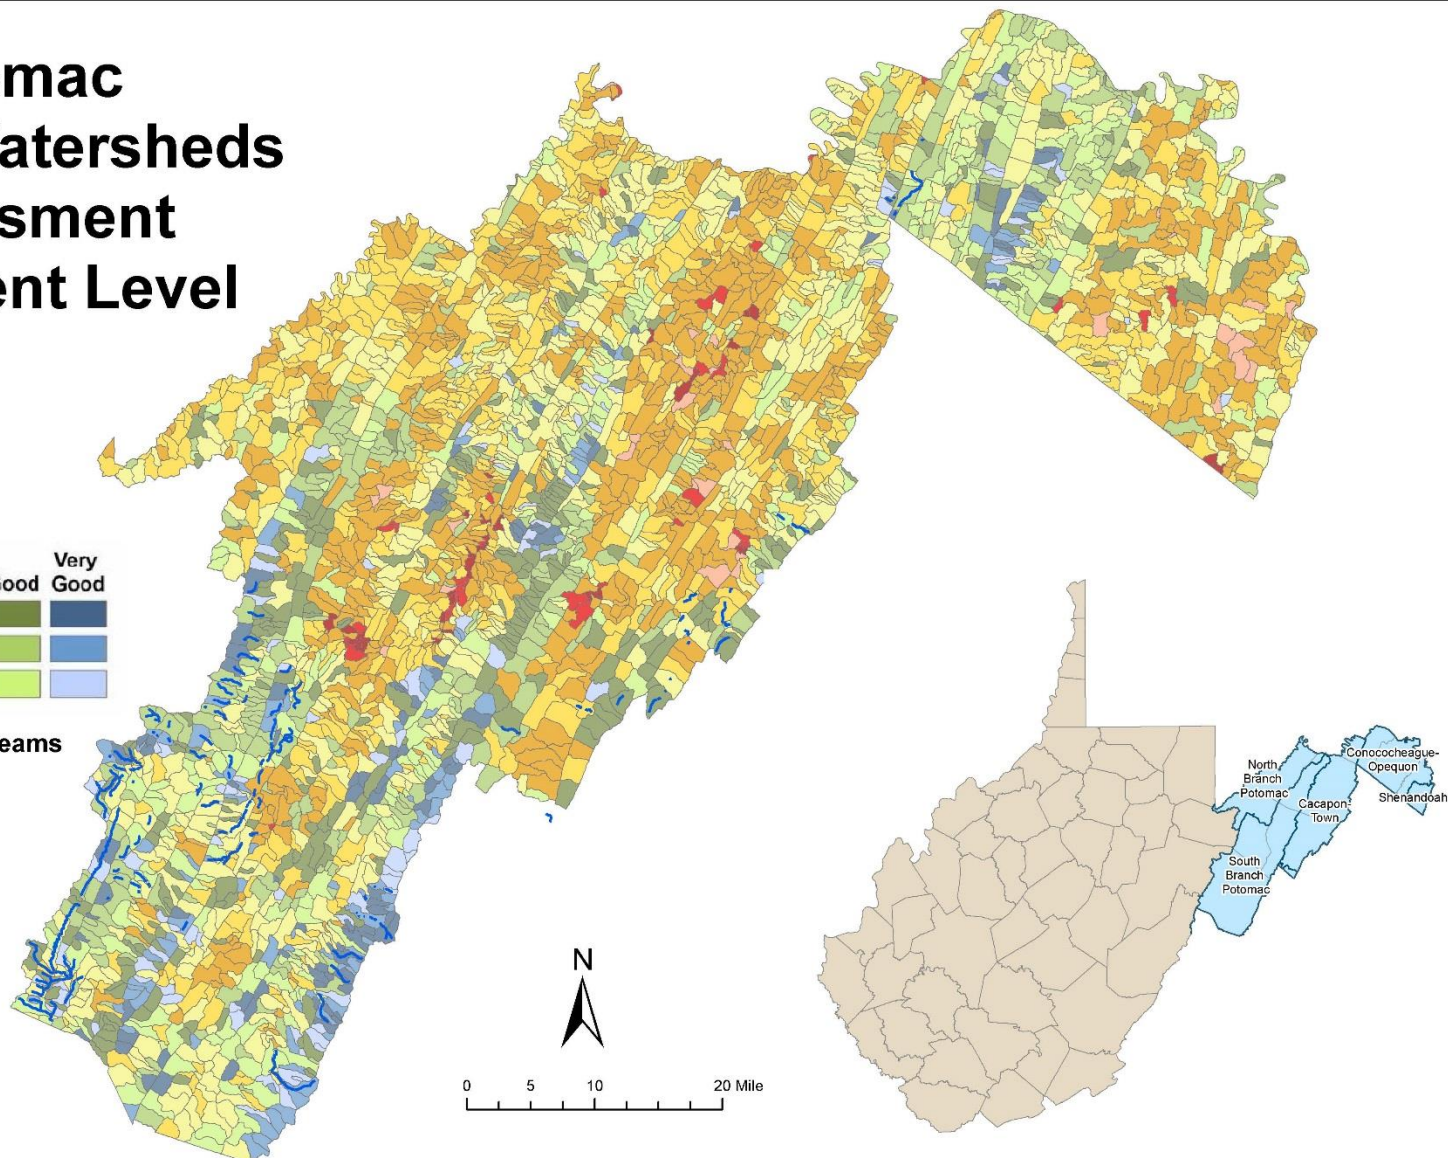 mac
atersheds
sment
ent Level
Very
Good
ood
eams
N
0 5 10 20 Mile
North
Branch
Potomac
Conococheague-
Opequon
Shenandoah
Cacapon-
Town
South
Branch
Potomac